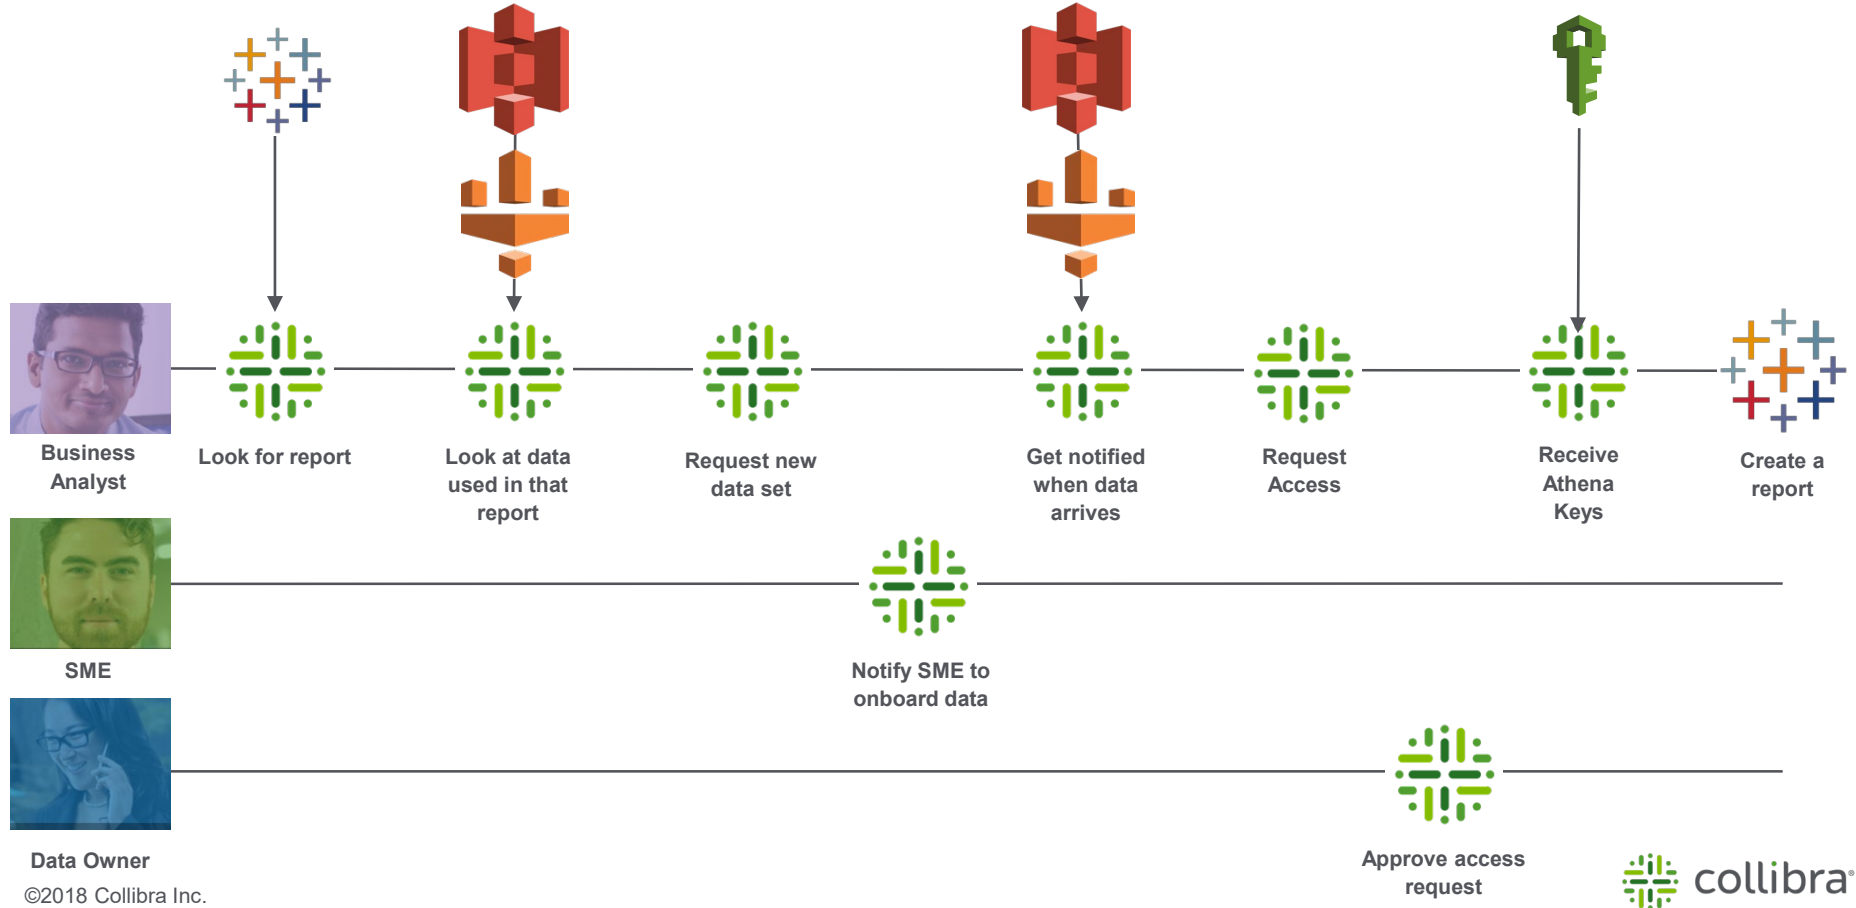 Business
Analyst
Look for report
Look at data
used in that
report
Request new
data set
Get notified
when data
arrives
Request
Access
Receive
Athena
Keys
Create a
report
SME
Notify SME to
onboard data
Data Owner
Approve access
request
©2018 Collibra Inc.
collibra